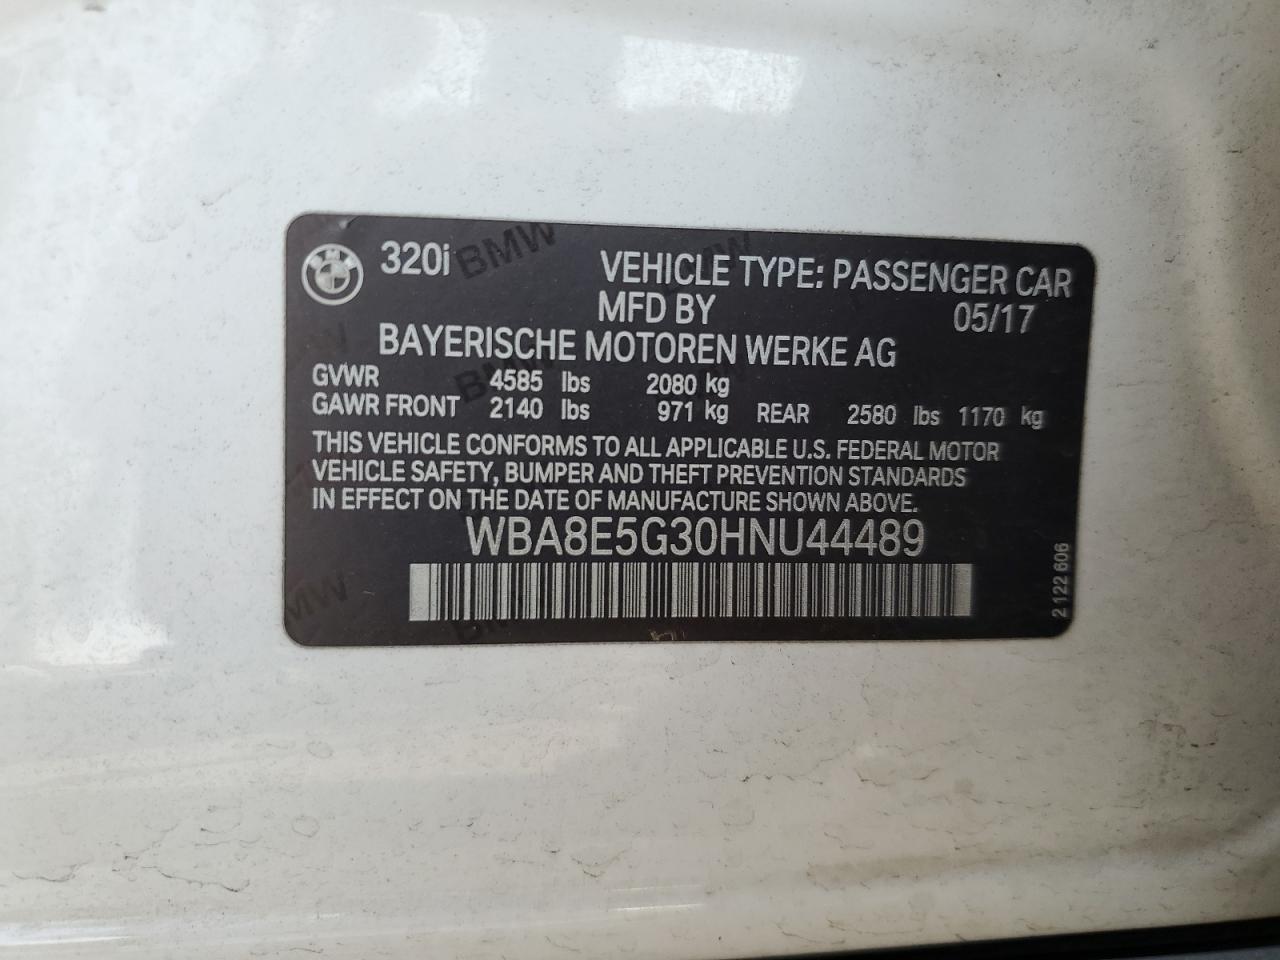 BMW 320i
VEHICLE TYPE: PASSENGER CAR
MFD BY 05/17
BAYERISCHE MOTOREN WERKE AG
GVWR 4585 lbs 2080 kg
GAWR FRONT 2140 lbs 971 kg REAR 2580 lbs 1170 kg
THIS VEHICLE CONFORMS TO ALL APPLICABLE U.S. FEDERAL MOTOR
VEHICLE SAFETY, BUMPER AND THEFT PREVENTION STANDARDS
IN EFFECT ON THE DATE OF MANUFACTURE SHOWN ABOVE.
WBA8E5G30HNU44489
2 122 606